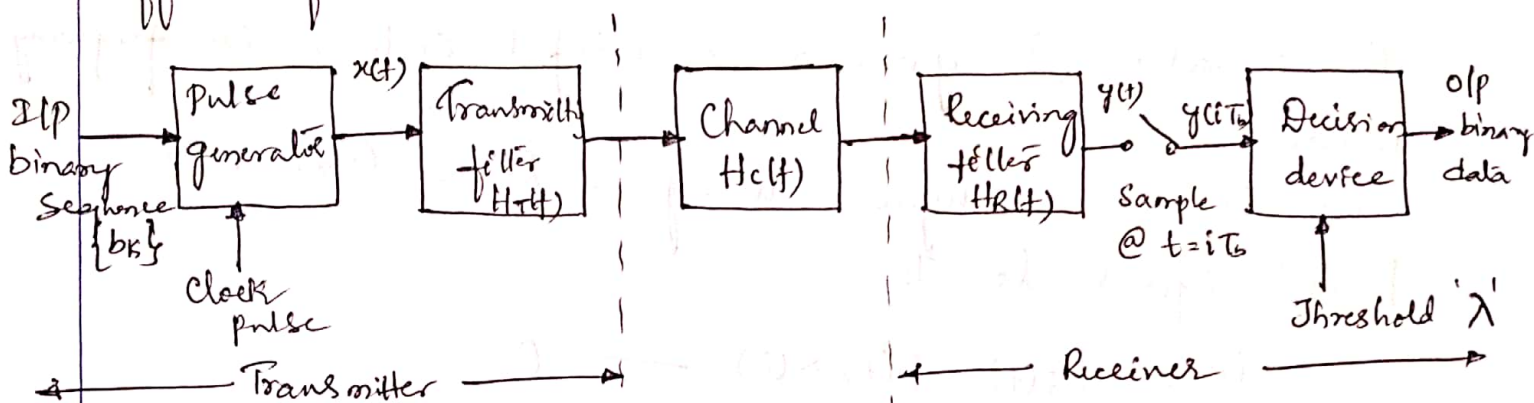 I/P
binary
Sequence
{bk}
Pulse
generator
Clock
pulse
x(t)
Transmitting
filter
HT(f)
Channel
Hc(f)
Receiving
filter
HR(f)
y(t)
y(iTb
Sample
@ t=iTb
Decision
device
O/p
binary
data
Threshold 'λ'
Transmitter
Receiver